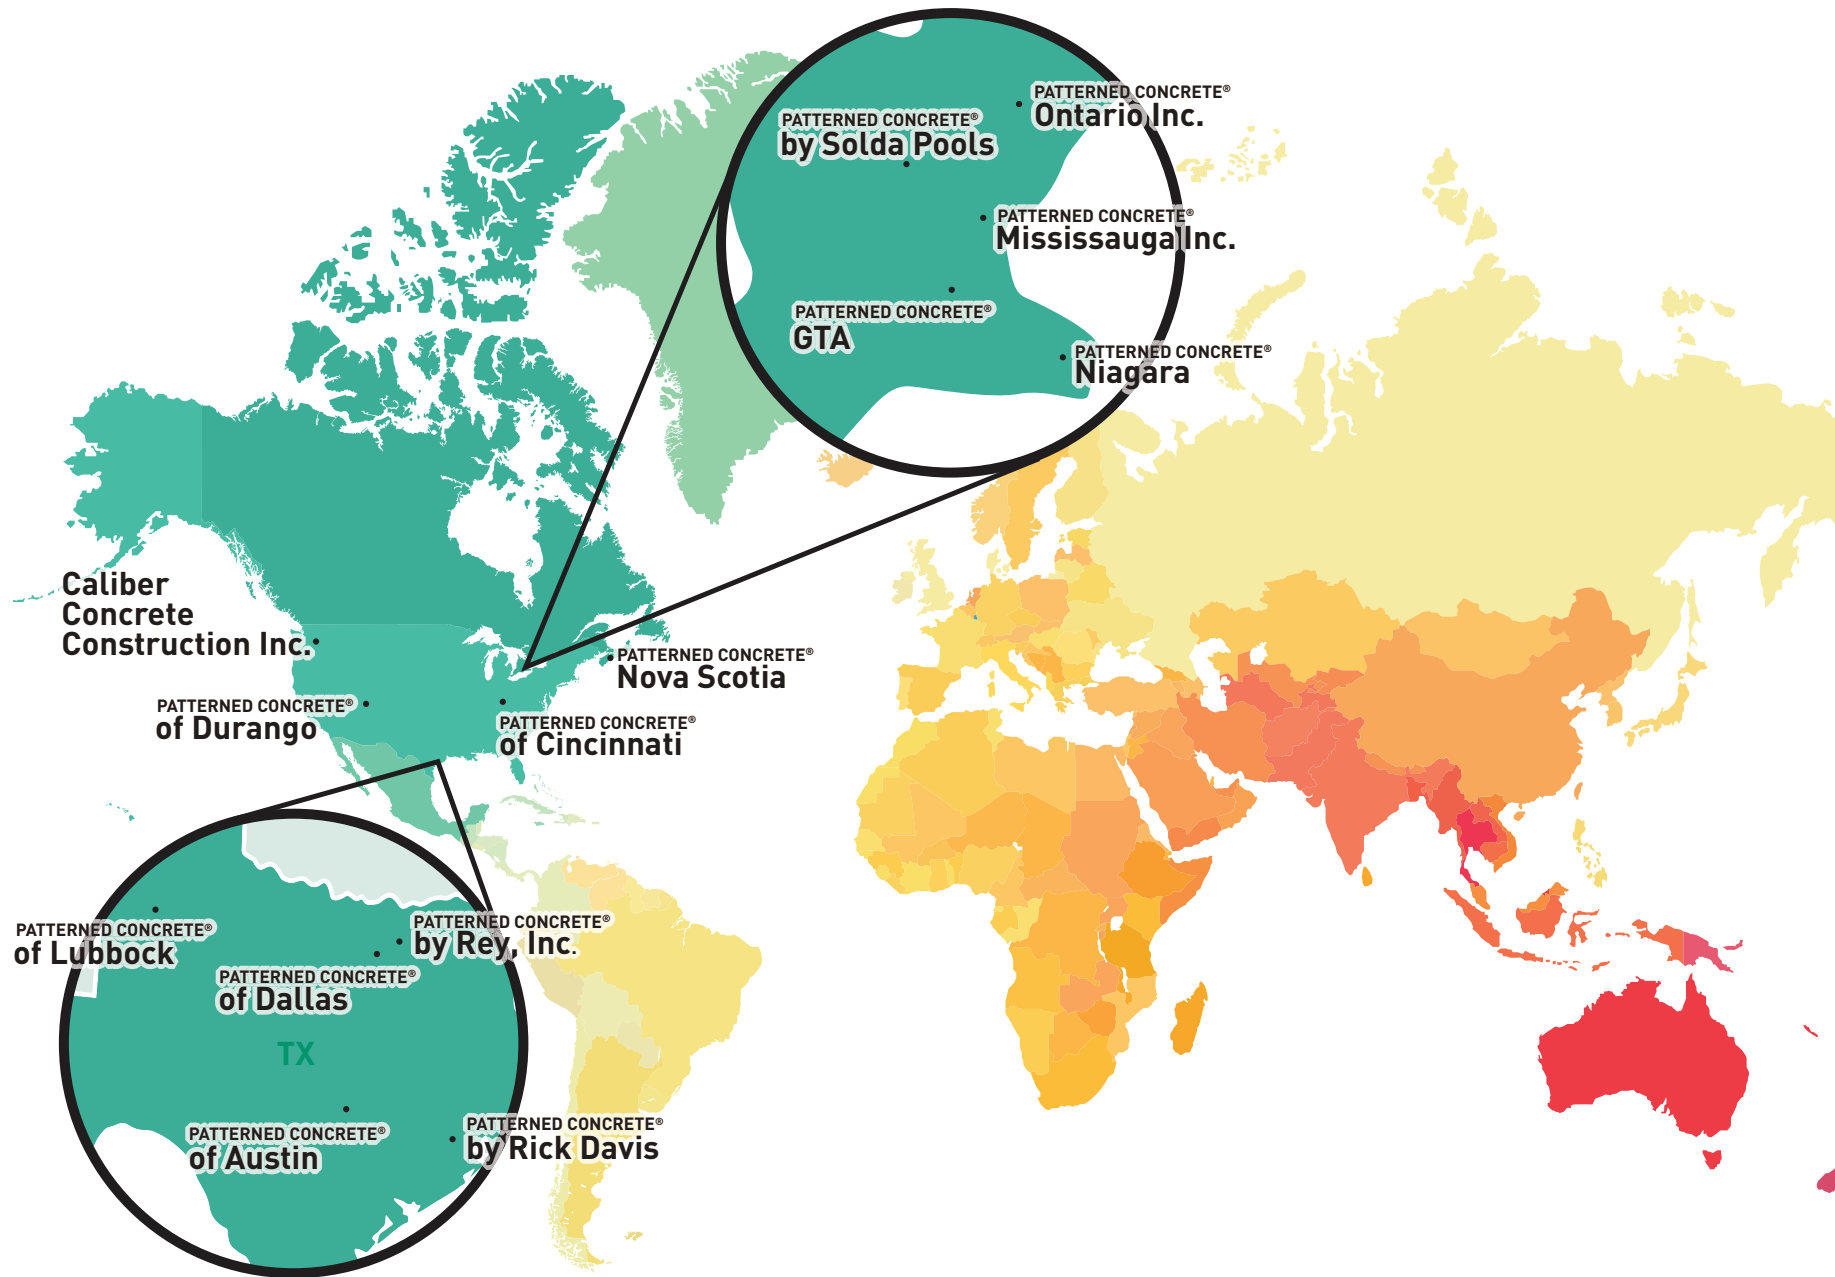 PATTERNED CONCRETE®
Ontario Inc.
PATTERNED CONCRETE®
by Solda Pools
PATTERNED CONCRETE®
Mississauga Inc.
PATTERNED CONCRETE®
GTA
PATTERNED CONCRETE®
Niagara
Caliber
Concrete
Construction Inc.
PATTERNED CONCRETE®
Nova Scotia
PATTERNED CONCRETE®
of Durango
PATTERNED CONCRETE®
of Cincinnati
PATTERNED CONCRETE®
of Lubbock
PATTERNED CONCRETE®
by Rey, Inc.
PATTERNED CONCRETE®
of Dallas
TX
PATTERNED CONCRETE®
of Austin
PATTERNED CONCRETE®
by Rick Davis